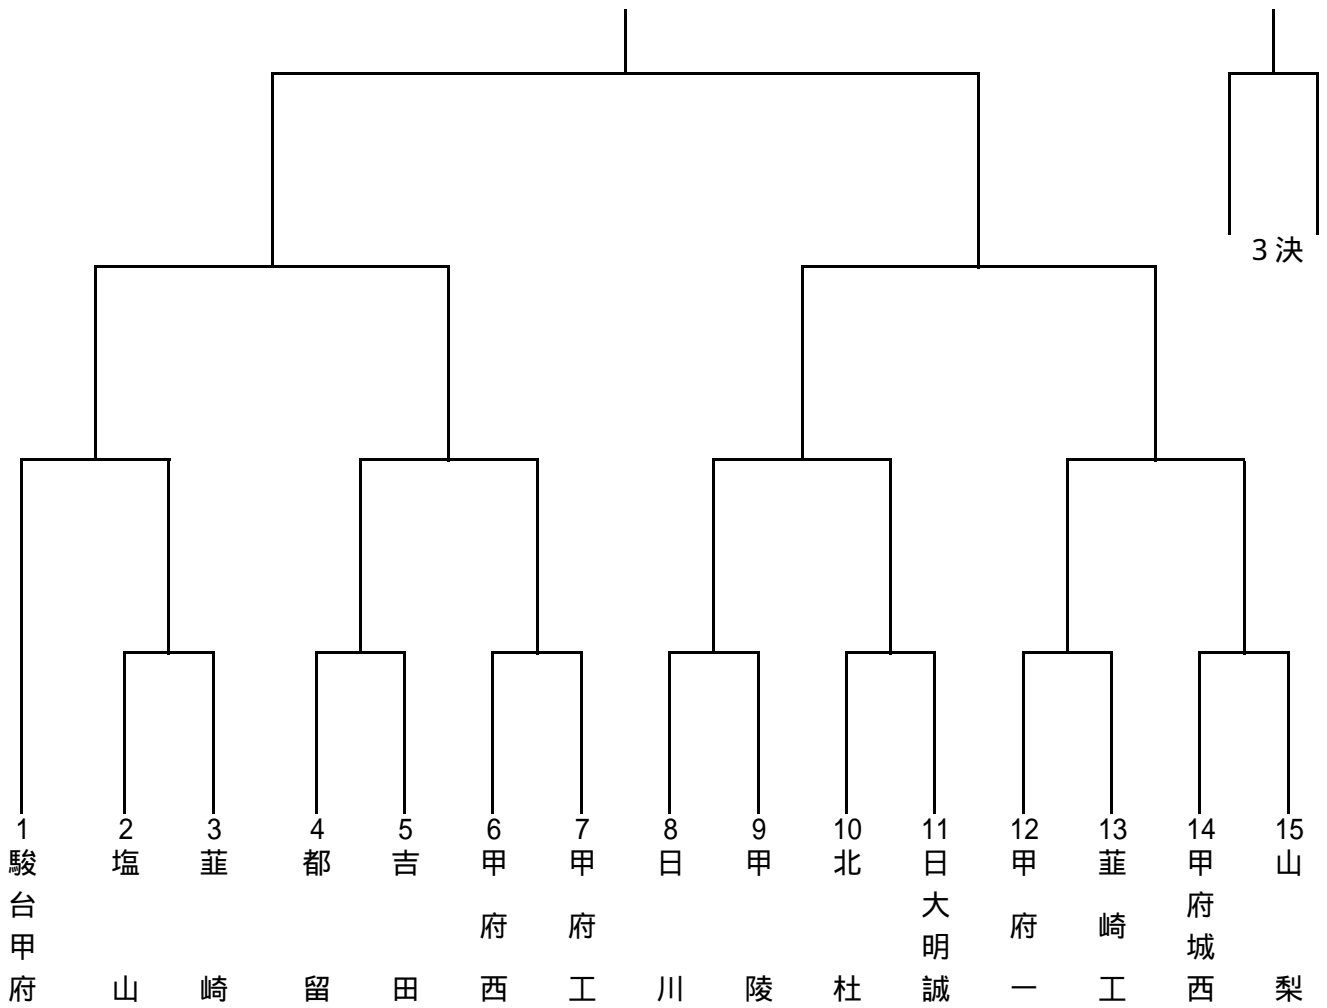 3決
1 駿台甲府
2 塩山
3 韮崎
4 都留
5 吉田
6 甲府西
7 甲府工
8 日川
9 甲陵
10 北杜
11 日大明誠
12 甲府一
13 韮崎工
14 甲府城西
15 山梨